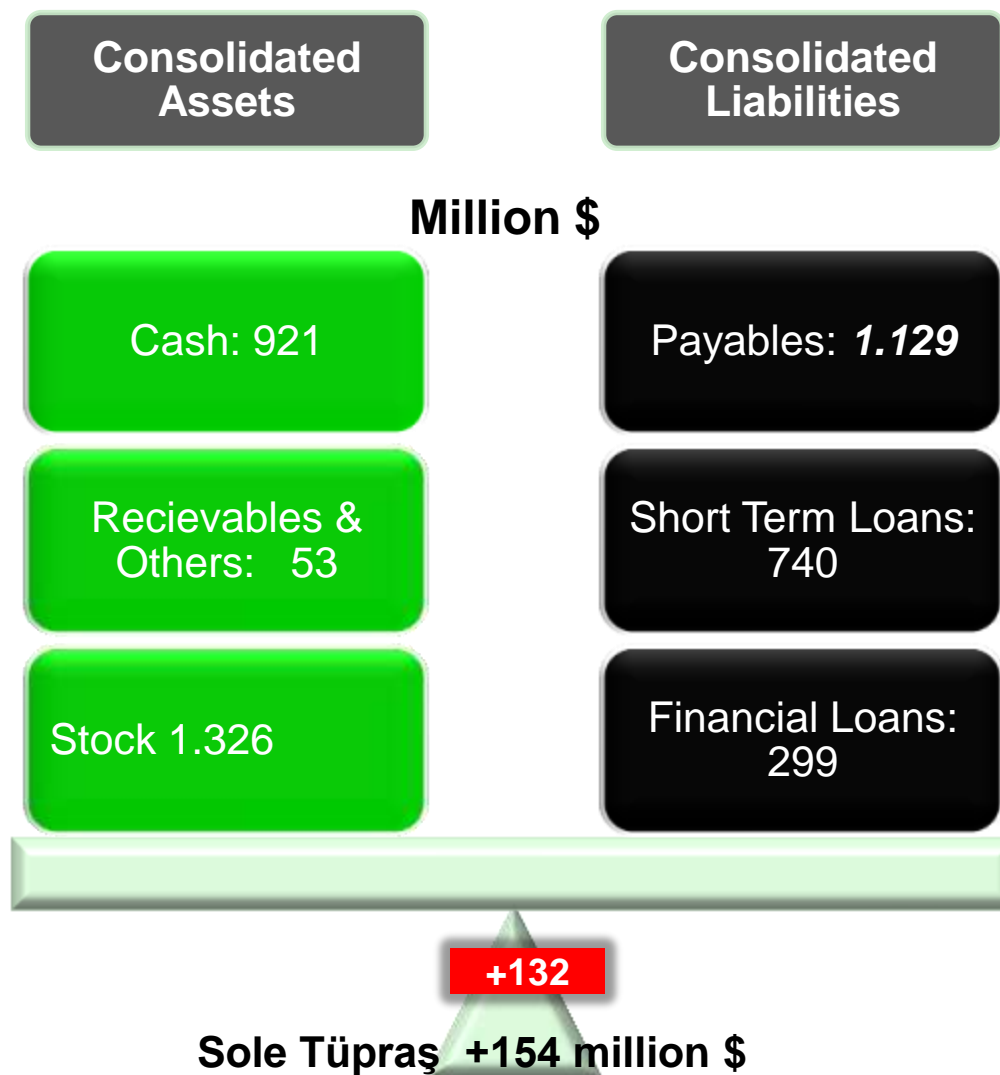 Consolidated
Assets
Consolidated
Liabilities
Million $
Cash: 921
Payables: 1.129
Recievables &
Others: 53
Short Term Loans:
740
Stock 1.326
Financial Loans:
299
+132
Sole Tüpraş +154 million $